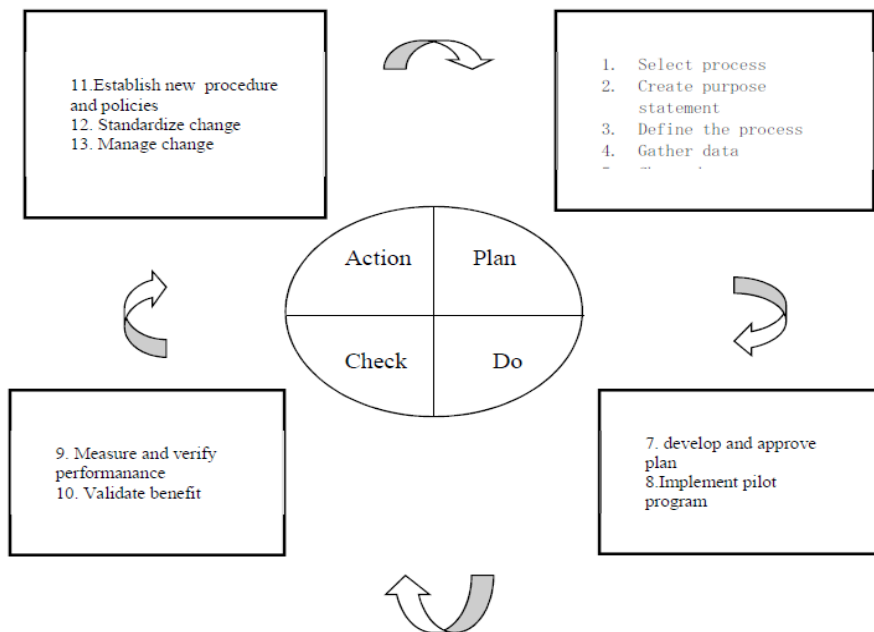 11.Establish new procedure
and policies
12. Standardize change
13. Manage change
1. Select process
2. Create purpose
statement
3. Define the process
4. Gather data
Action
Plan
Check
Do
9. Measure and verify
performanance
10. Validate benefit
7. develop and approve
plan
8.Implement pilot
program